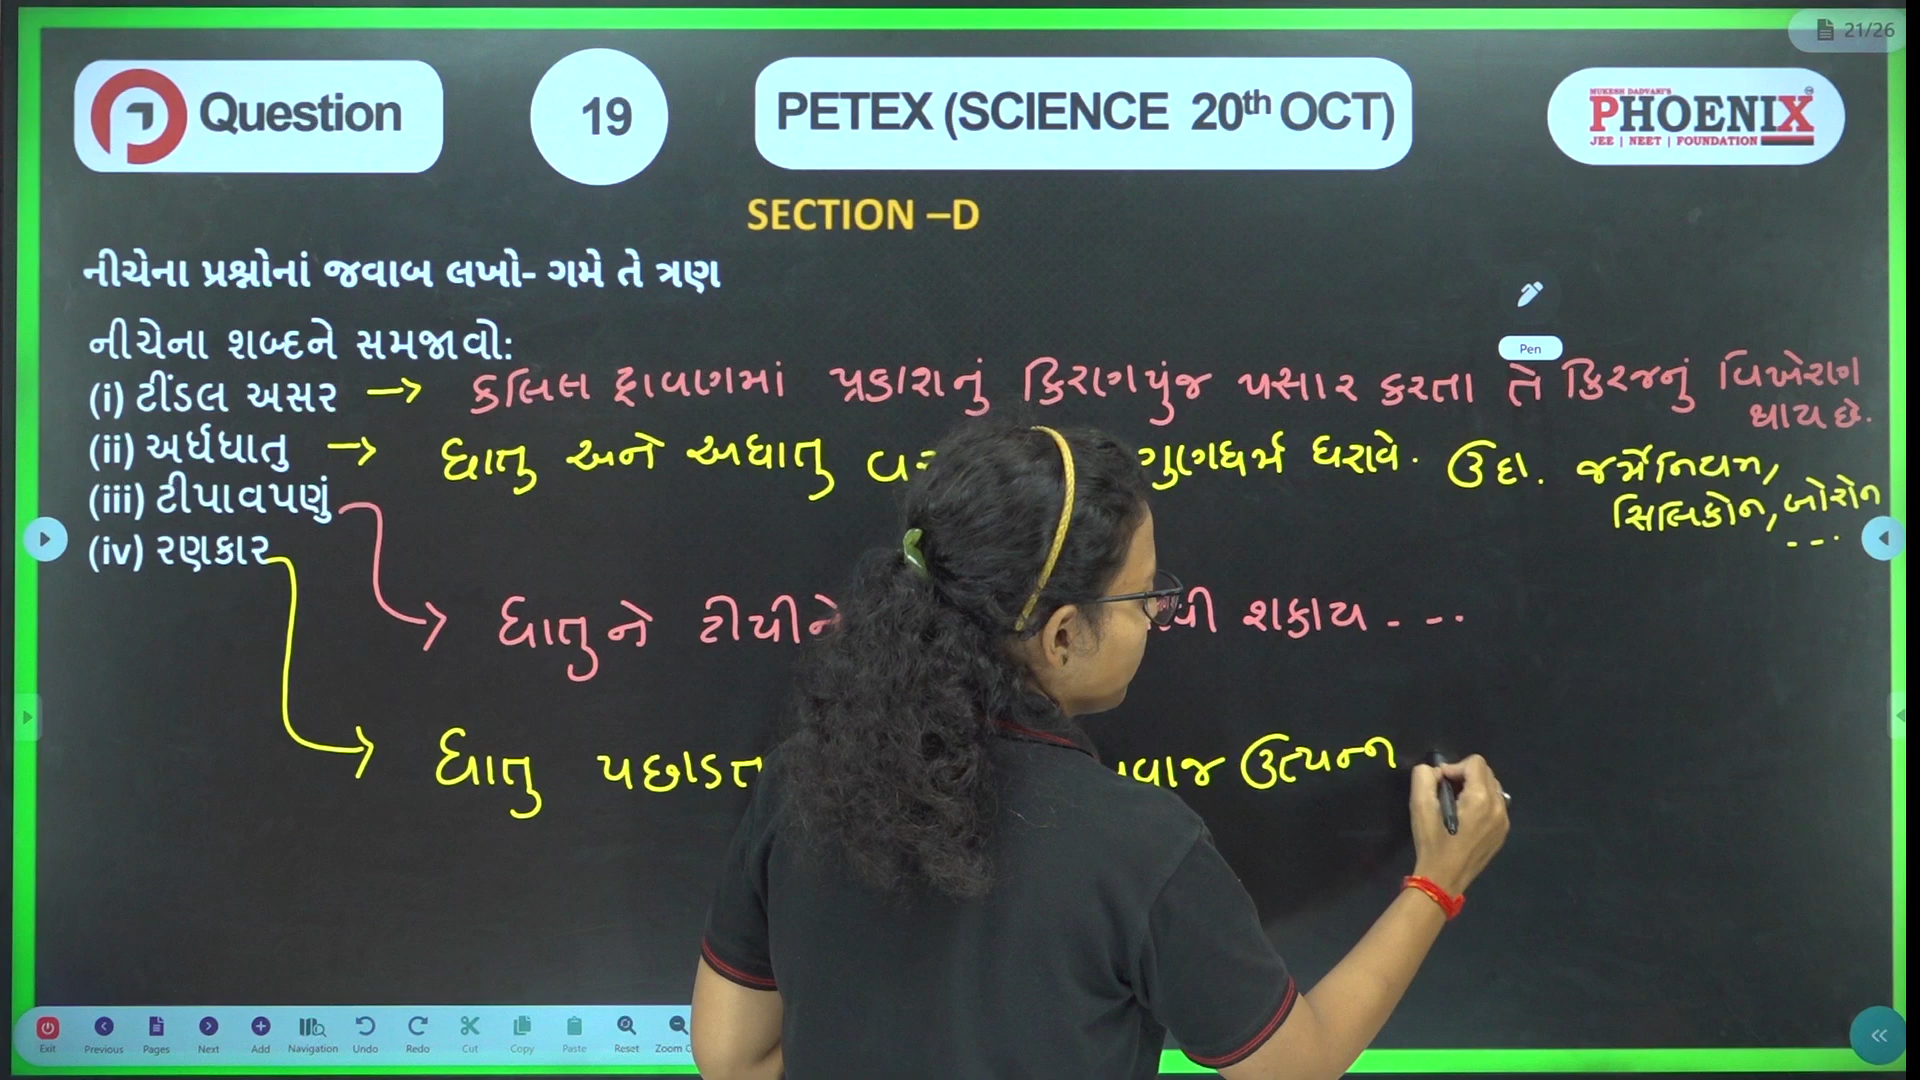 21/26
Question
19
PETEX (SCIENCE 20th OCT)
MUKESH DADVANI'S
PHOENIX
JEE | NEET | FOUNDATION
SECTION –D
નીચેના પ્રશ્નોનાં જવાબ લખો- ગમે તે ત્રણ
નીચેના શબ્દને સમજાવો:
Pen
(i) ટીંડલ અસર → કલિલ દ્રાવણમાં પ્રકાશનું કિરણપુંજ પસાર કરતા તે કિરણનું વિખેરણ
થાય છે.
(ii) અર્ધધાતુ → ધાતુ અને અધાતુ ગુણધર્મ ધરાવે. ઉદા. જર્મેનિયમ,
સિલિકોન, બોરોન
---
(iii) ટીપાવપણું
(iv) રણકાર
ધાતુને ટીપીને શકાય ---
ધાતુ ઉત્પન્ન
Exit Previous Pages Next Add Navigation Undo Redo Cut Copy Paste Reset Zoom